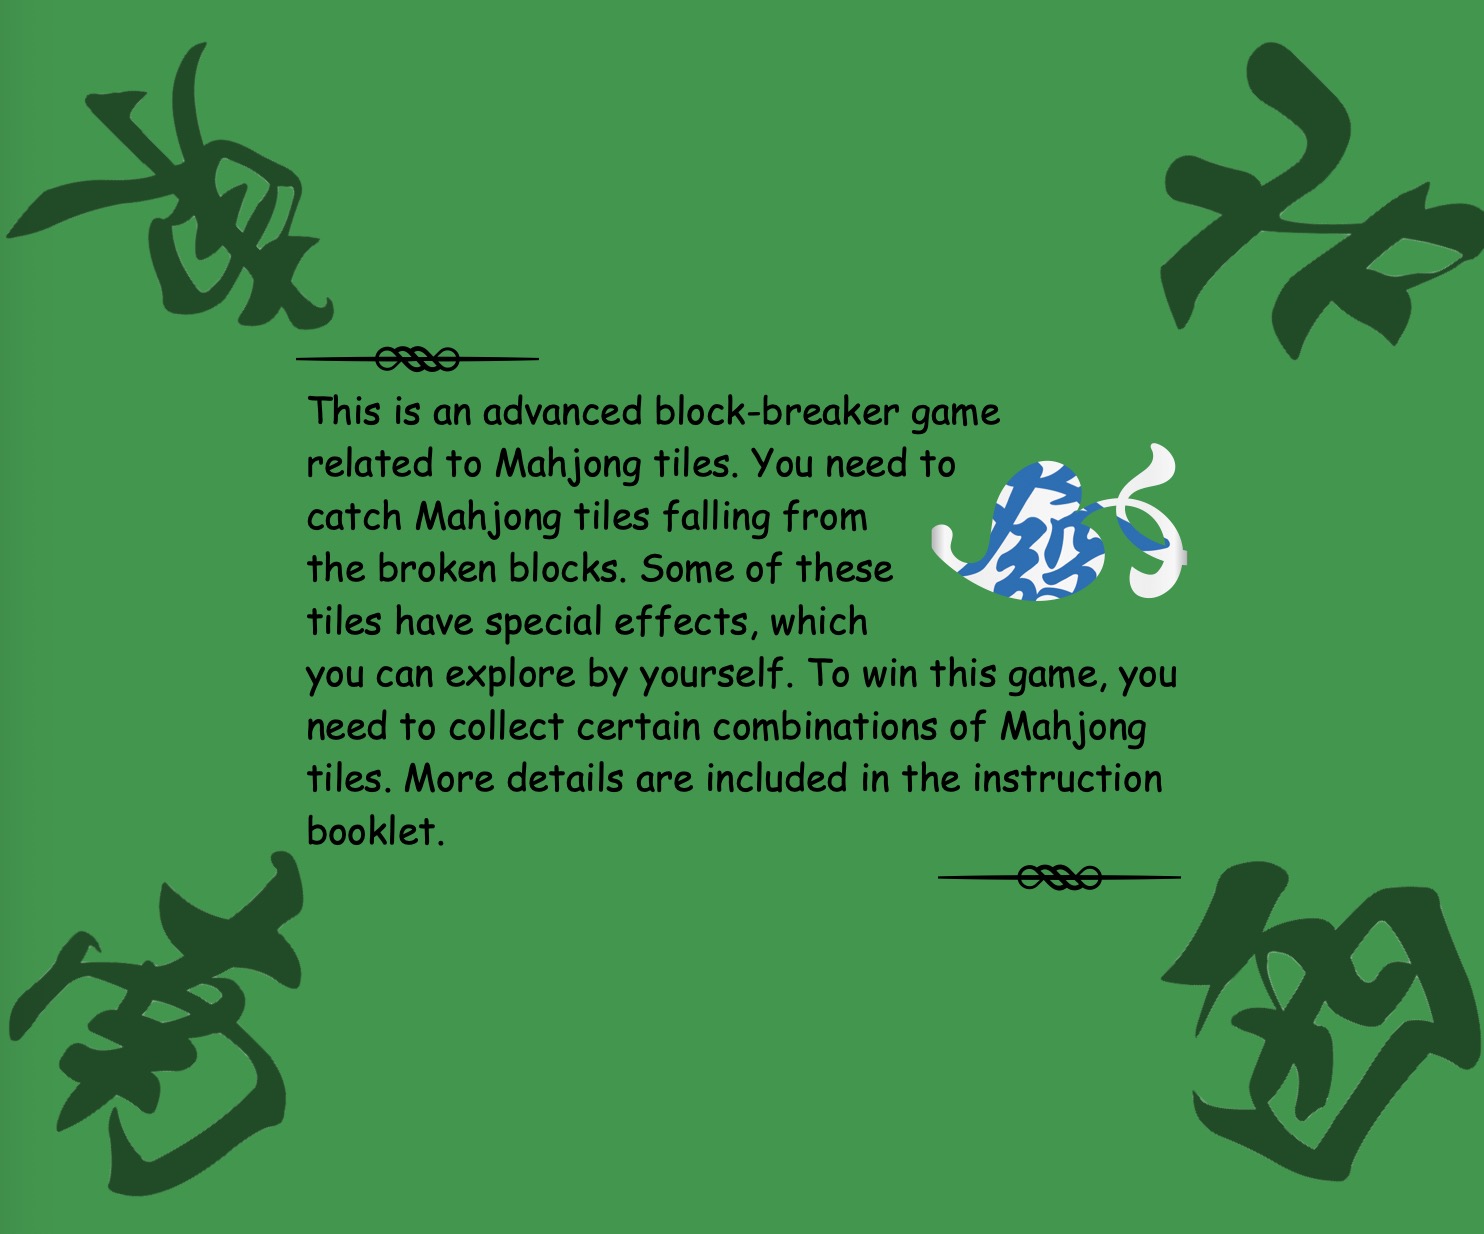 This is an advanced block-breaker game
related to Mahjong tiles. You need to
catch Mahjong tiles falling from
the broken blocks. Some of these
tiles have special effects, which
you can explore by yourself. To win this game, you
need to collect certain combinations of Mahjong
tiles. More details are included in the instruction
booklet.